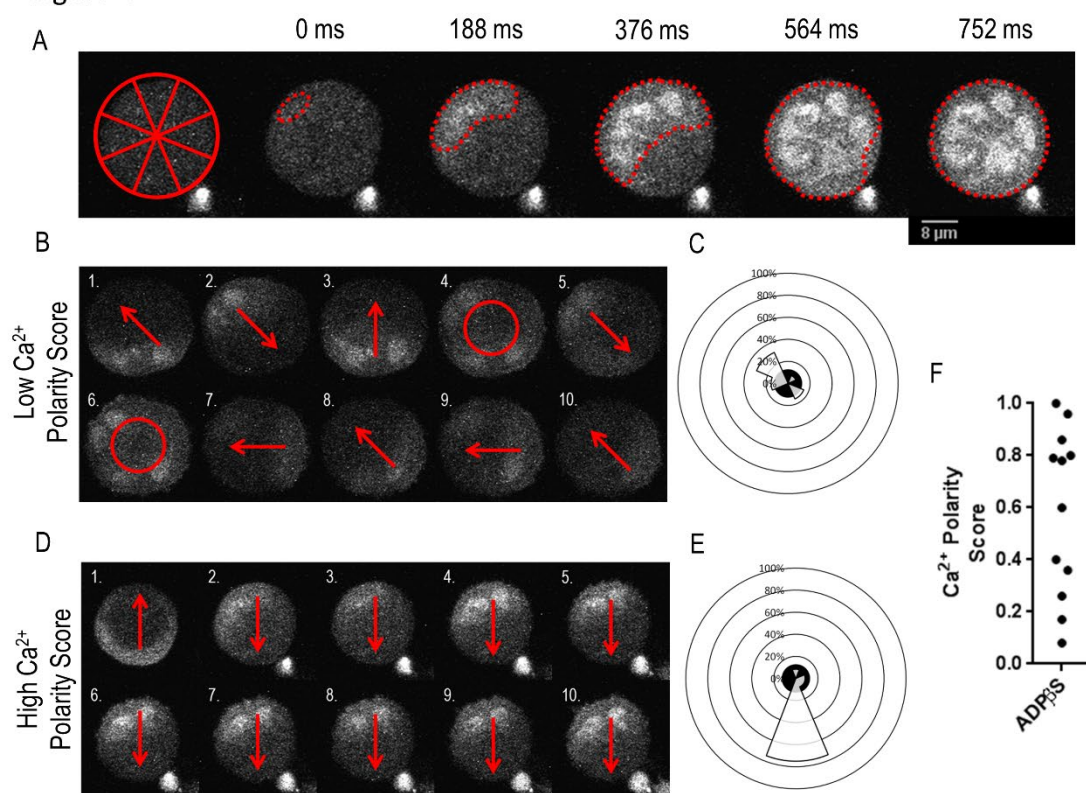 0 ms 188 ms 376 ms 564 ms 752 ms
A
8 µm
B
Low Ca²⁺
Polarity Score
1. 2. 3. 4. 5.
6. 7. 8. 9. 10.
C
100%
80%
60%
40%
20%
0%
D
High Ca²⁺
Polarity Score
1. 2. 3. 4. 5.
6. 7. 8. 9. 10.
E
100%
80%
60%
40%
20%
0%
F
Ca²⁺ Polarity
Score
1.0
0.8
0.6
0.4
0.2
0.0
ADPβS